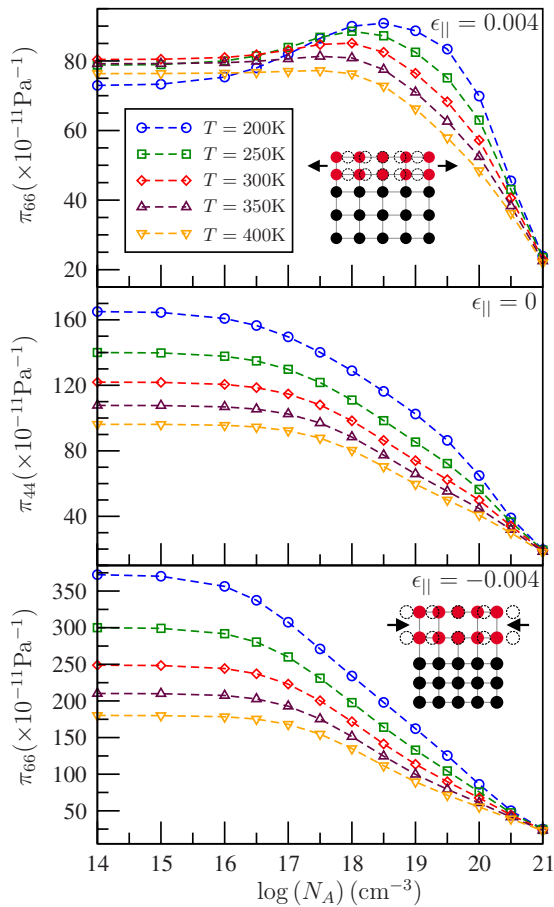 ϵ|| = 0.004
π66(×10−11Pa−1)
80
60
40
20
T = 200K
T = 250K
T = 300K
T = 350K
T = 400K
ϵ|| = 0
π44(×10−11Pa−1)
160
120
80
40
ϵ|| = −0.004
π66(×10−11Pa−1)
350
300
250
200
150
100
50
14 15 16 17 18 19 20 21
log (NA) (cm−3)